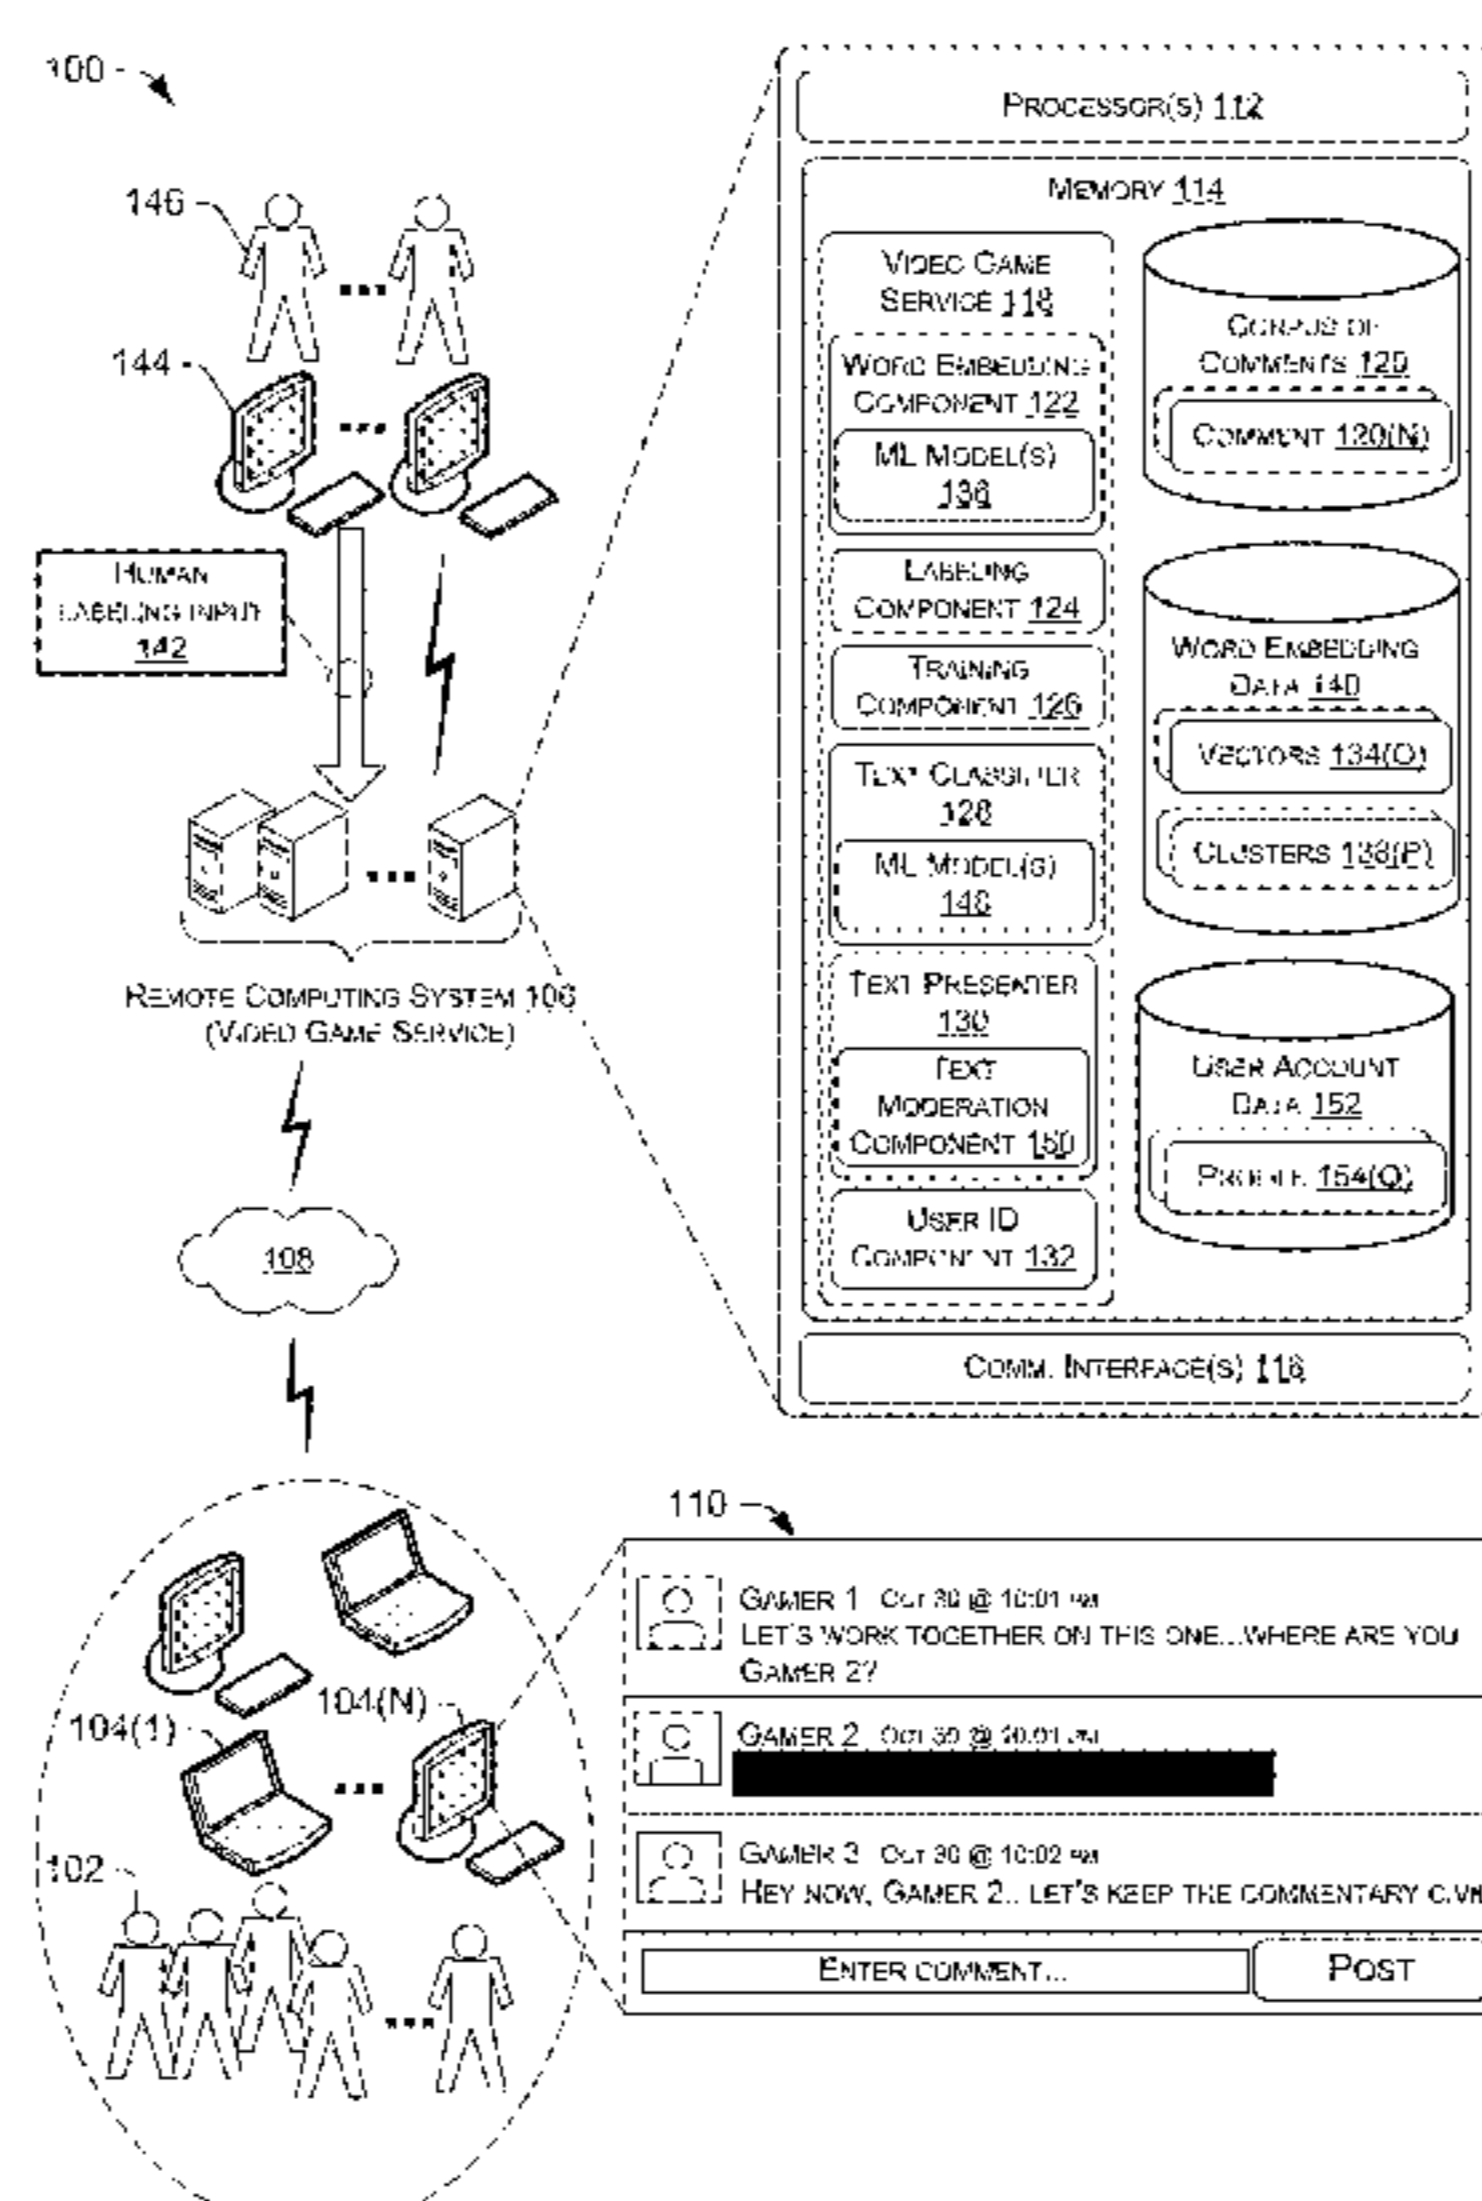 100
146
144
HUMAN
LABELING INPUT
142
REMOTE COMPUTING SYSTEM 106
(VIDEO GAME SERVICE)
108
PROCESSOR(S) 112
MEMORY 114
VIDEO GAME
SERVICE 118
WORD EMBEDDING
COMPONENT 122
ML MODEL(S)
136
LABELING
COMPONENT 124
TRAINING
COMPONENT 126
TEXT CLASSIFIER
128
ML MODEL(S)
148
TEXT PRESENTER
130
TEXT
MODERATION
COMPONENT 150
USER ID
COMPONENT 132
CORPUS OF
COMMENTS 120
COMMENT 120(N)
WORD EMBEDDING
DATA 140
VECTORS 134(O)
CLUSTERS 138(P)
USER ACCOUNT
DATA 152
PROFILE 154(Q)
COMM. INTERFACE(S) 116
104(1)
104(N)
102
110
GAMER 1 OCT 30 @ 10:01 AM
LET'S WORK TOGETHER ON THIS ONE...WHERE ARE YOU
GAMER 2?
GAMER 2 OCT 30 @ 10:01
GAMER 3 OCT 30 @ 10:02
HEY NOW, GAMER 2.. LET'S KEEP THE COMMENTARY
ENTER COMMENT...
POST